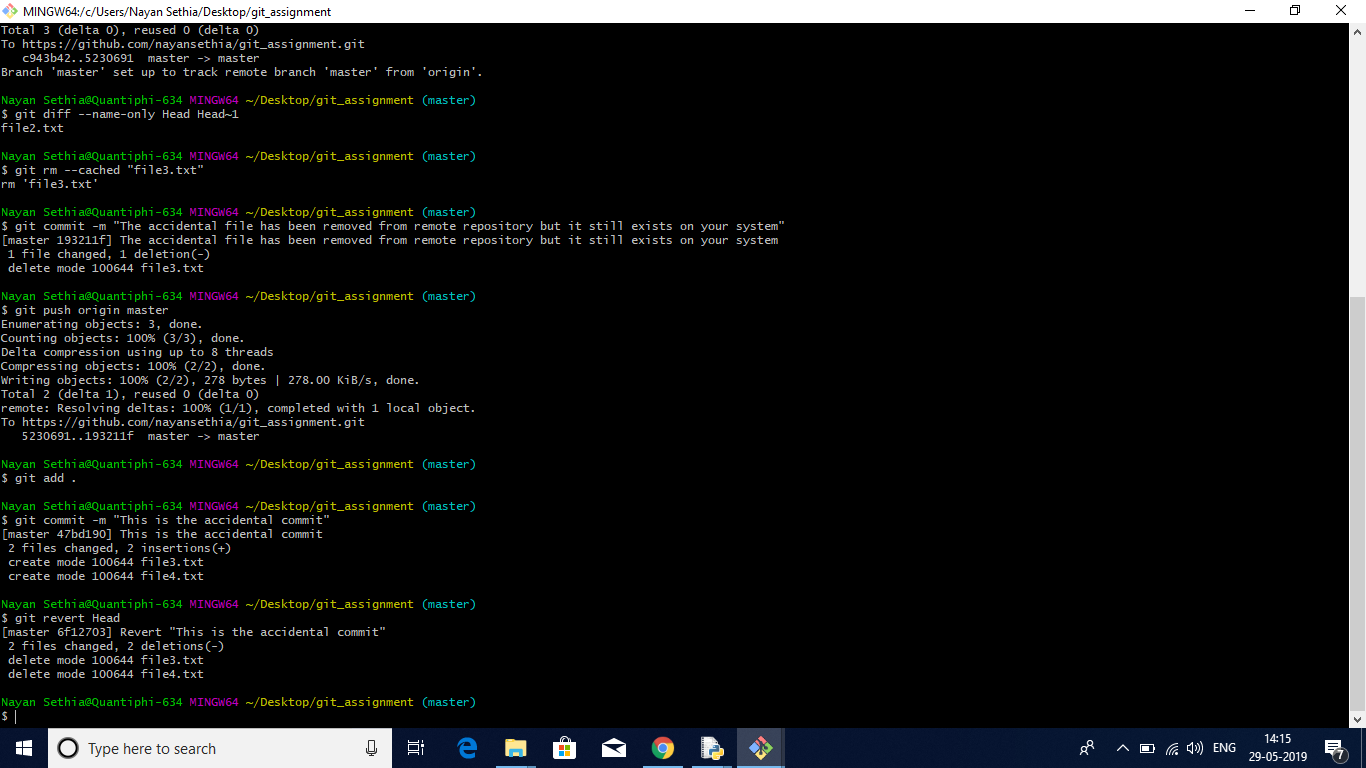 MINGW64:/c/Users/Nayan Sethia/Desktop/git_assignment
Total 3 (delta 0), reused 0 (delta 0)
To https://github.com/nayansethia/git_assignment.git
   c943b42..5230691  master -> master
Branch 'master' set up to track remote branch 'master' from 'origin'.
Nayan Sethia@Quantiphi-634 MINGW64 ~/Desktop/git_assignment (master)
$ git diff --name-only Head Head~1
file2.txt
Nayan Sethia@Quantiphi-634 MINGW64 ~/Desktop/git_assignment (master)
$ git rm --cached "file3.txt"
rm 'file3.txt'
Nayan Sethia@Quantiphi-634 MINGW64 ~/Desktop/git_assignment (master)
$ git commit -m "The accidental file has been removed from remote repository but it still exists on your system"
[master 193211f] The accidental file has been removed from remote repository but it still exists on your system
 1 file changed, 1 deletion(-)
 delete mode 100644 file3.txt
Nayan Sethia@Quantiphi-634 MINGW64 ~/Desktop/git_assignment (master)
$ git push origin master
Enumerating objects: 3, done.
Counting objects: 100% (3/3), done.
Delta compression using up to 8 threads
Compressing objects: 100% (2/2), done.
Writing objects: 100% (2/2), 278 bytes | 278.00 KiB/s, done.
Total 2 (delta 1), reused 0 (delta 0)
remote: Resolving deltas: 100% (1/1), completed with 1 local object.
To https://github.com/nayansethia/git_assignment.git
   5230691..193211f  master -> master
Nayan Sethia@Quantiphi-634 MINGW64 ~/Desktop/git_assignment (master)
$ git add .
Nayan Sethia@Quantiphi-634 MINGW64 ~/Desktop/git_assignment (master)
$ git commit -m "This is the accidental commit"
[master 47bd190] This is the accidental commit
 2 files changed, 2 insertions(+)
 create mode 100644 file3.txt
 create mode 100644 file4.txt
Nayan Sethia@Quantiphi-634 MINGW64 ~/Desktop/git_assignment (master)
$ git revert Head
[master 6f12703] Revert "This is the accidental commit"
 2 files changed, 2 deletions(-)
 delete mode 100644 file3.txt
 delete mode 100644 file4.txt
Nayan Sethia@Quantiphi-634 MINGW64 ~/Desktop/git_assignment (master)
$
Type here to search
ENG
14:15
29-05-2019
7